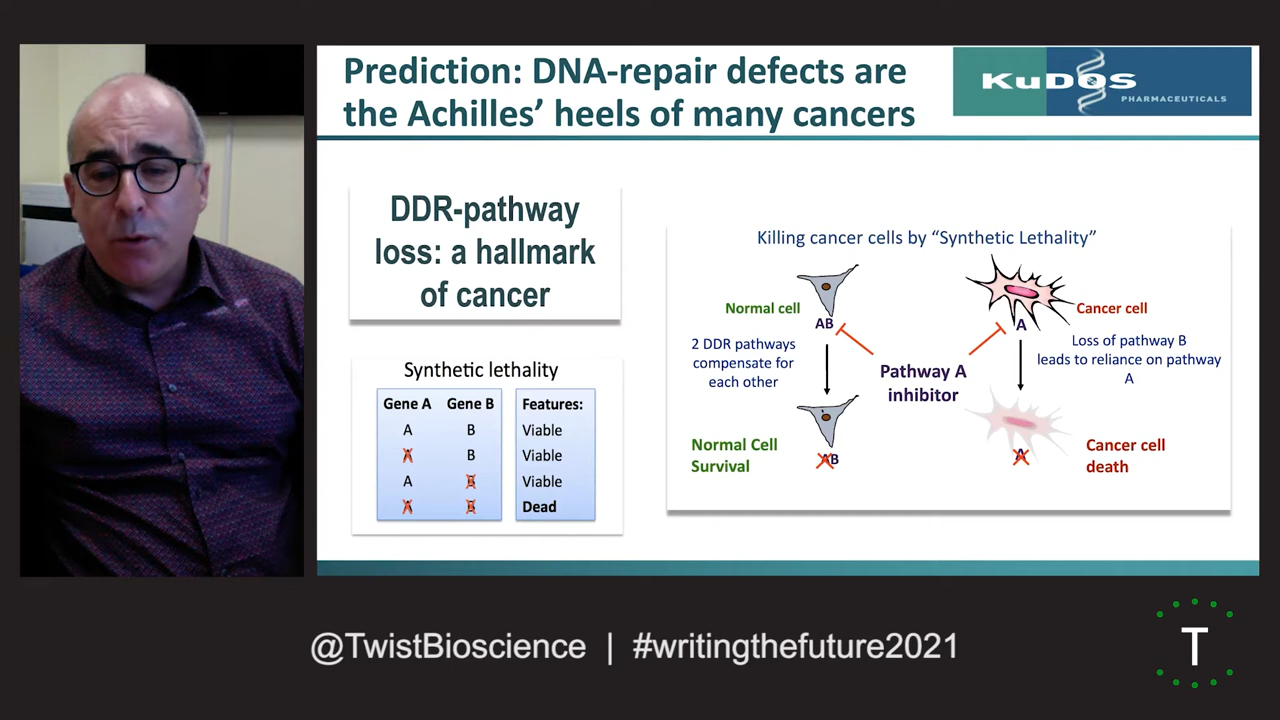 Prediction: DNA-repair defects are
the Achilles’ heels of many cancers
KuDOS
PHARMACEUTICALS
DDR-pathway
loss: a hallmark
of cancer
Synthetic lethality
Gene A Gene B Features:
A B Viable
A B Viable
A B Viable
A B Dead
Killing cancer cells by “Synthetic Lethality”
Normal cell
AB
2 DDR pathways
compensate for
each other
Pathway A
inhibitor
Cancer cell
A
Loss of pathway B
leads to reliance on pathway
A
Normal Cell
Survival
AB
A
Cancer cell
death
@TwistBioscience | #writingthefuture2021
T